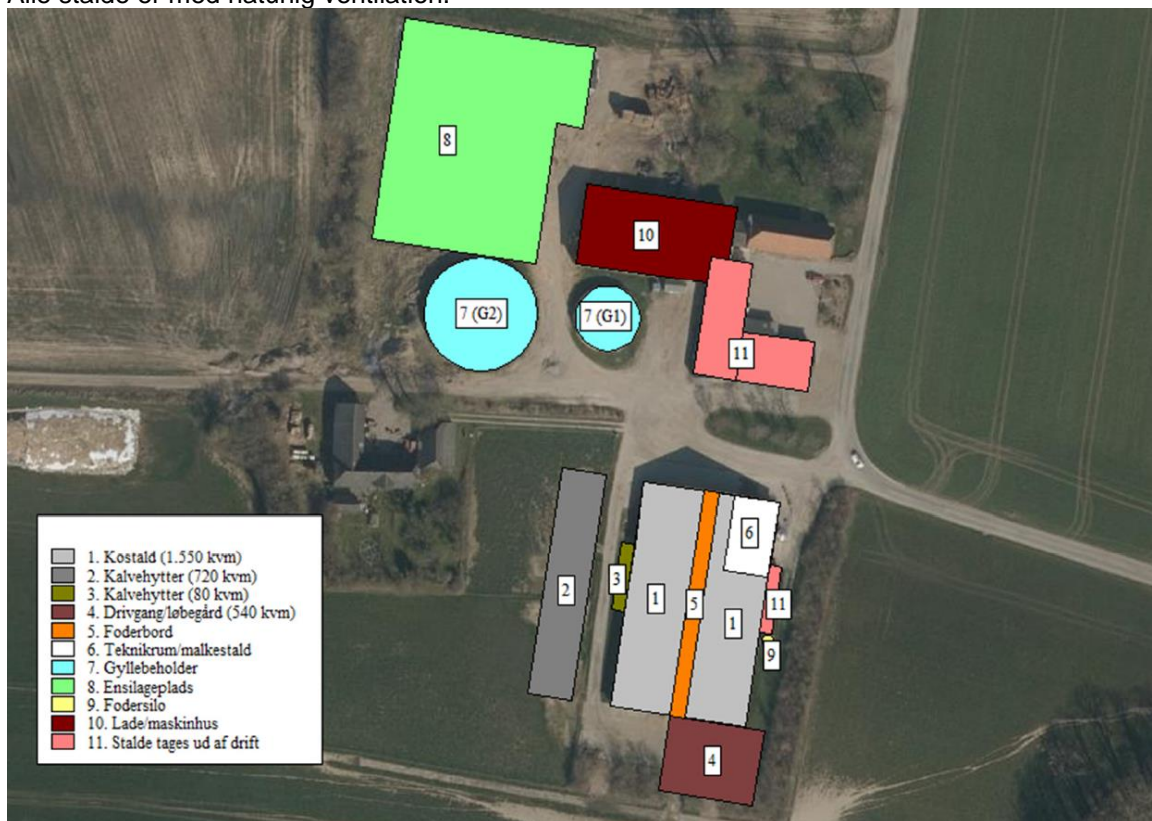 Alle stalde er med naturlig ventilation.
8
10
7 (G2)
7 (G1)
11
6
3
2
1
5
1
11
9
4
1. Kostald (1.550 kvm)
2. Kalvehytter (720 kvm)
3. Kalvehytter (80 kvm)
4. Drivgang/løbegård (540 kvm)
5. Foderbord
6. Teknikrum/malkestald
7. Gyllebeholder
8. Ensilageplads
9. Fodersilo
10. Lade/maskinhus
11. Stalde tages ud af drift